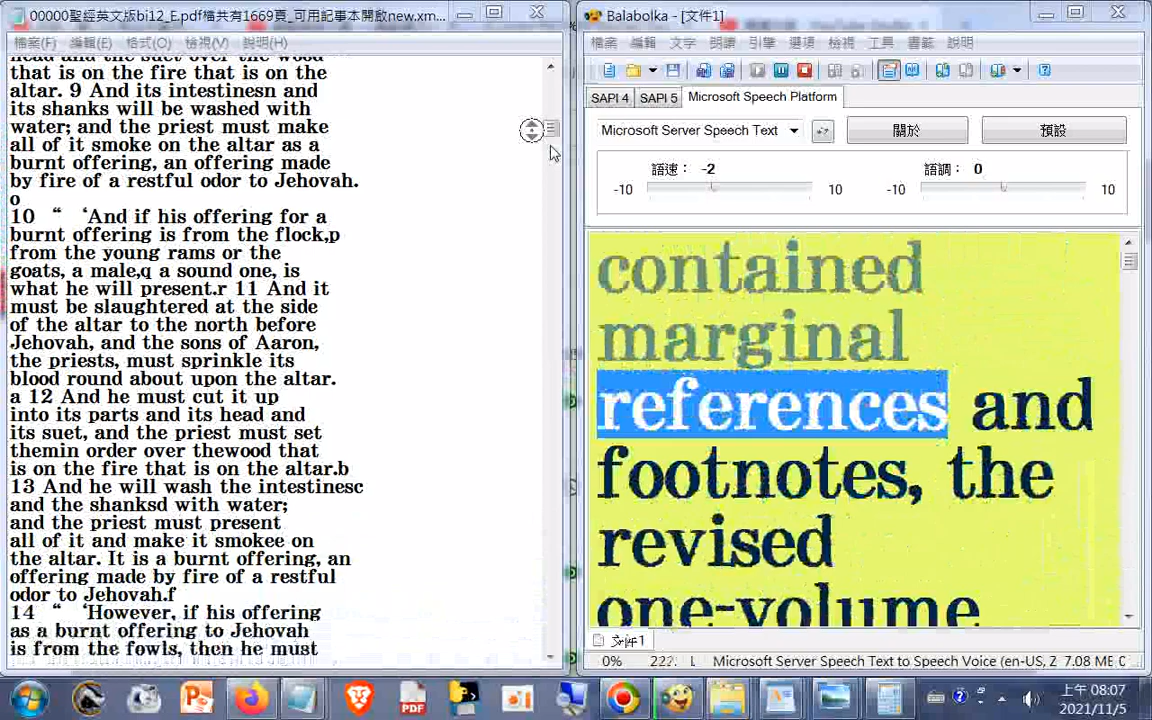 00000聖經英文版bi12_E.pdf檔共有1669頁_可用記事本開啟new.xm...
檔案(F) 編輯(E) 格式(O) 檢視(V) 說明(H)
head and the suet over the wood
that is on the fire that is on the
altar. 9 And its intestinesn and
its shanks will be washed with
water; and the priest must make
all of it smoke on the altar as a
burnt offering, an offering made
by fire of a restful odor to Jehovah.
o
10 “ ‘And if his offering for a
burnt offering is from the flock,p
from the young rams or the
goats, a male,q a sound one, is
what he will present.r 11 And it
must be slaughtered at the side
of the altar to the north before
Jehovah, and the sons of Aaron,
the priests, must sprinkle its
blood round about upon the altar.
a 12 And he must cut it up
into its parts and its head and
its suet, and the priest must set
themin order over thewood that
is on the fire that is on the altar.b
13 And he will wash the intestinesc
and the shanksd with water;
and the priest must present
all of it and make it smokee on
the altar. It is a burnt offering, an
offering made by fire of a restful
odor to Jehovah.f
14 “ ‘However, if his offering
as a burnt offering to Jehovah
is from the fowls, then he must
Balabolka - [文件1]
檔案 編輯 文字 朗讀 引擎 選項 檢視 工具 書籤 說明
SAPI 4 SAPI 5 Microsoft Speech Platform
Microsoft Server Speech Text 關於 預設
語速： -2 語調： 0
-10 10 -10 10
contained
marginal
references and
footnotes, the
revised
one-volume
文件1
0% 222. L Microsoft Server Speech Text to Speech Voice (en-US, Z 7.08 ME 0
PDF
上午 08:07
2021/11/5